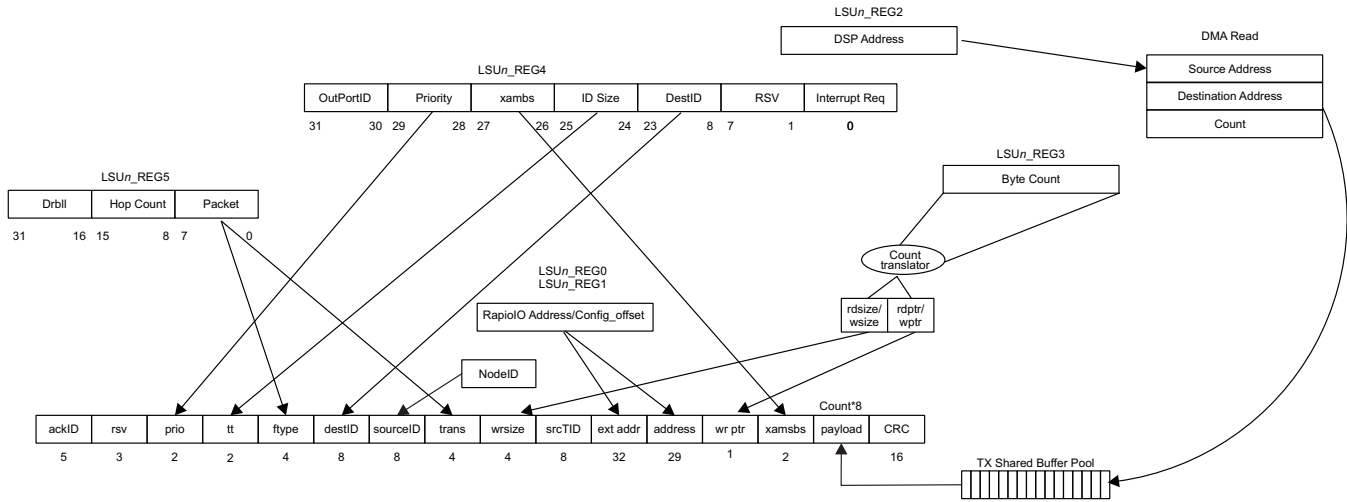 LSUn_REG2
DSP Address
DMA Read
Source Address
Destination Address
Count
LSUn_REG4
OutPortID Priority xambs ID Size DestID RSV Interrupt Req
31 30 29 28 27 26 25 24 23 8 7 1 0
LSUn_REG3
Byte Count
LSUn_REG5
Drbll Hop Count Packet
31 16 15 8 7 0
Count
translator
LSUn_REG0
LSUn_REG1
RapioIO Address/Config_offset
rdsize/ rdptr/
wsize wptr
NodeID
Count*8
ackID rsv prio tt ftype destID sourceID trans wrsize srcTID ext addr address wr ptr xamsbs payload CRC
5 3 2 2 4 8 8 4 4 8 32 29 1 2 16
TX Shared Buffer Pool